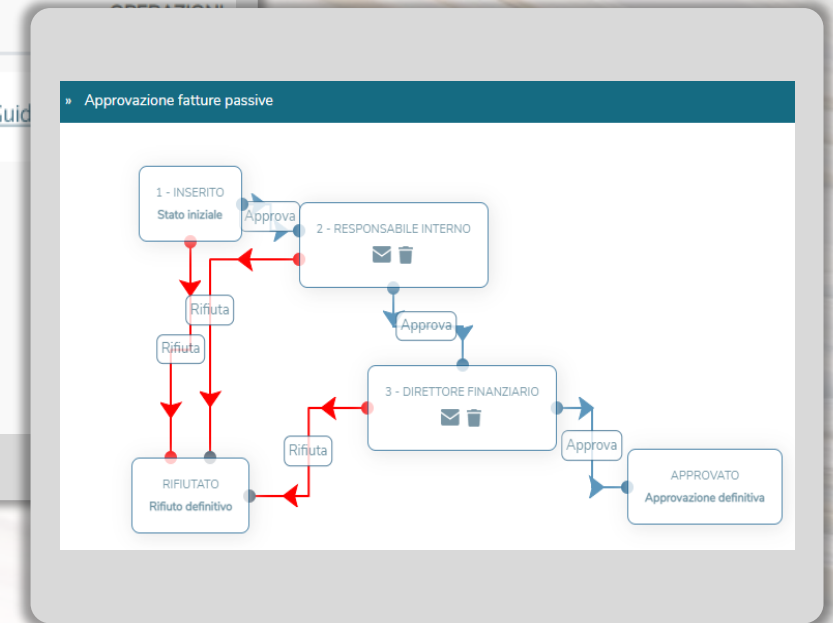 OPERAZIONI
» Approvazione fatture passive
1 - INSERITO
Stato iniziale
Approva
2 - RESPONSABILE INTERNO
Rifiuta
Approva
Rifiuta
3 - DIRETTORE FINANZIARIO
Rifiuta
Approva
RIFIUTATO
Rifiuto definitivo
APPROVATO
Approvazione definitiva